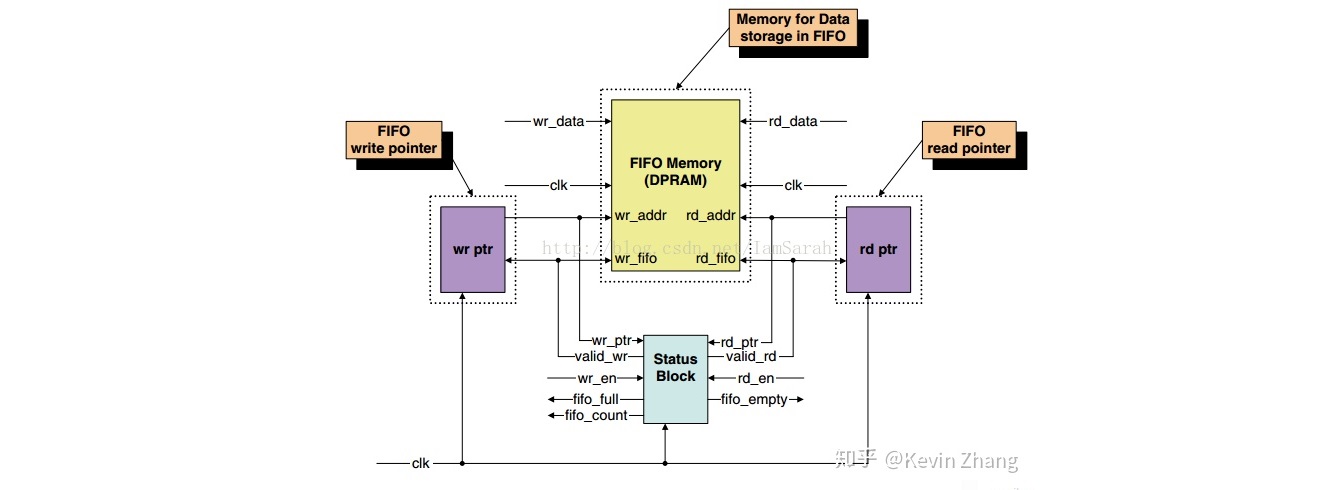 Memory for Data
storage in FIFO
FIFO
write pointer
wr_data
rd_data
FIFO
read pointer
FIFO Memory
(DPRAM)
clk
clk
wr_addr
rd_addr
wr ptr
http://blog.csdn.net/IamSarah
rd ptr
wr_fifo
rd_fifo
wr_ptr
rd_ptr
valid_wr
valid_rd
Status
Block
wr_en
rd_en
fifo_full
fifo_empty
fifo_count
clk
知乎 @Kevin Zhang